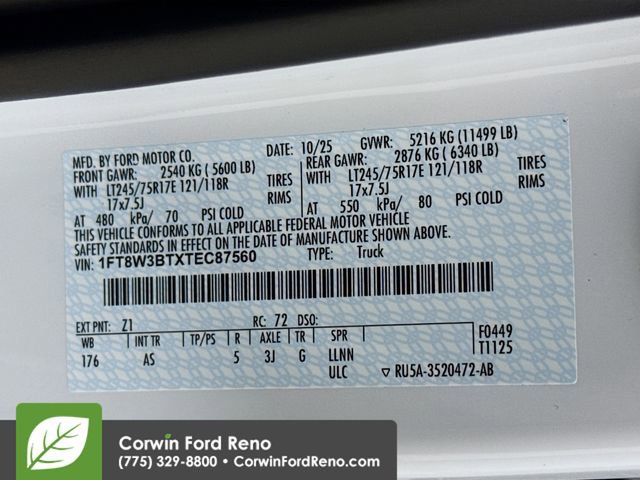 MFD. BY FORD MOTOR CO. DATE: 10/25 GVWR: 5216 KG (11499 LB)
FRONT GAWR: 2540 KG (5600 LB) REAR GAWR: 2876 KG (6340 LB)
WITH LT245/75R17E 121/118R TIRES WITH LT245/75R17E 121/118R TIRES
17x7.5J RIMS 17x7.5J RIMS
AT 480 kPa/ 70 PSI COLD AT 550 kPa/ 80 PSI COLD
THIS VEHICLE CONFORMS TO ALL APPLICABLE FEDERAL MOTOR VEHICLE
SAFETY STANDARDS IN EFFECT ON THE DATE OF MANUFACTURE SHOWN ABOVE.
VIN: 1FT8W3BTXTEC87560 TYPE: Truck
EXT PNT: Z1 RC: 72 DSO: F0449
WB INT TR TP/PS R AXLE TR SPR T1125
176 AS 5 3J G LLNN
ULC ▽ RU5A-3520472-AB
Corwin Ford Reno
(775) 329-8800 • CorwinFordReno.com